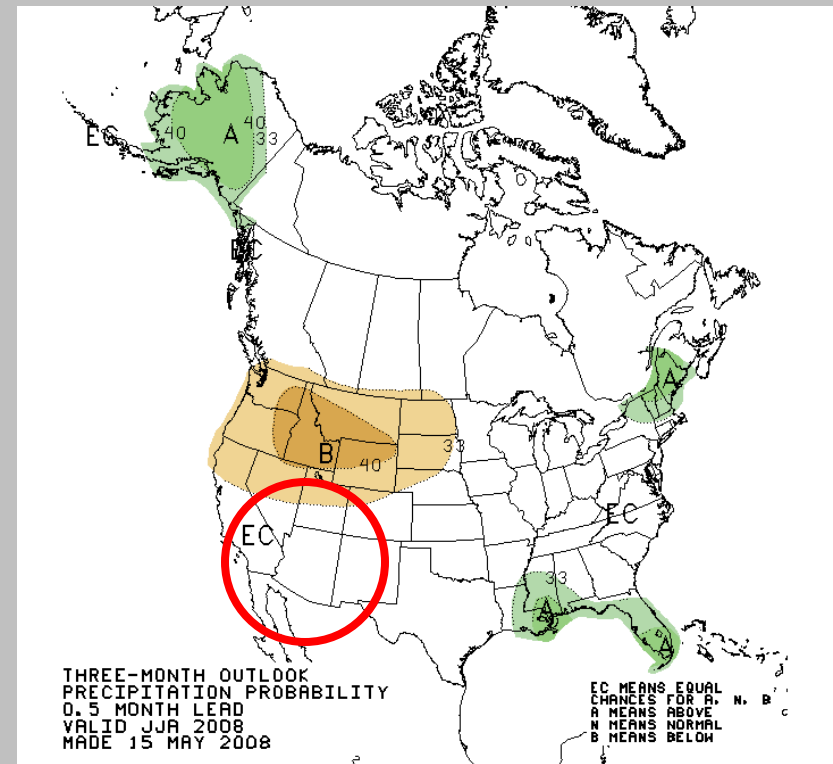 EC
40
A
40
33
EC
A
B
40
33
EC
EC
33
A
A
THREE-MONTH OUTLOOK
PRECIPITATION PROBABILITY
0.5 MONTH LEAD
VALID JJA 2008
MADE 15 MAY 2008
EC MEANS EQUAL
CHANCES FOR A, N, B
A MEANS ABOVE
N MEANS NORMAL
B MEANS BELOW